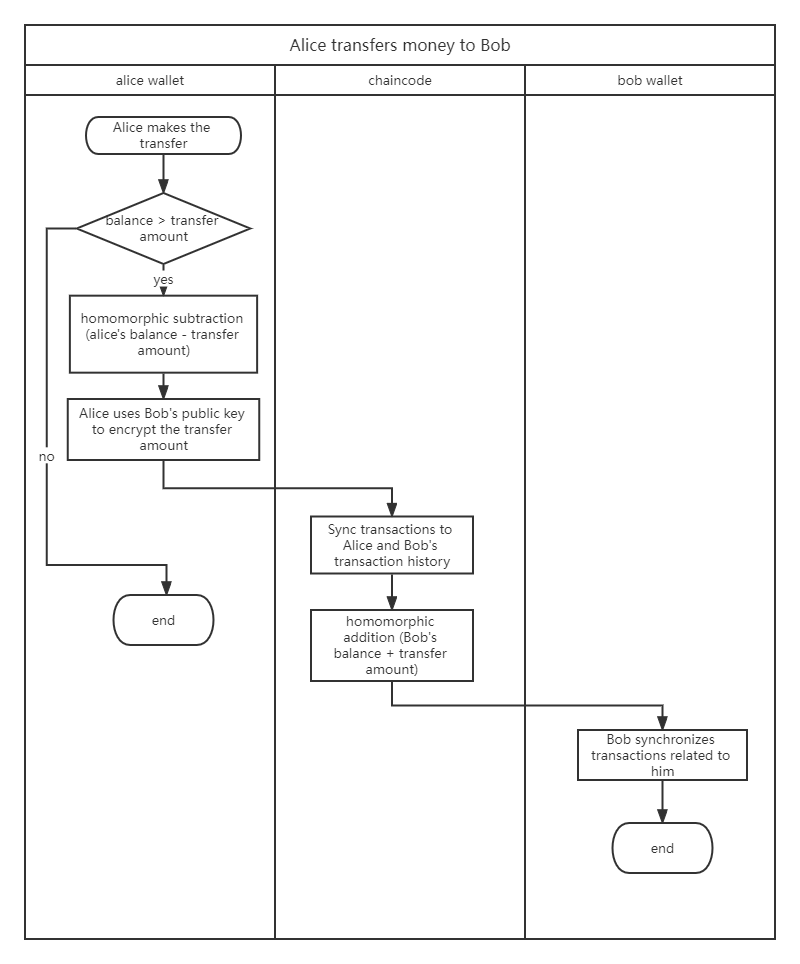 Alice transfers money to Bob
alice wallet
chaincode
bob wallet
Alice makes the
transfer
balance > transfer
amount
yes
homomorphic subtraction
(alice's balance - transfer
amount)
Alice uses Bob's public key
to encrypt the transfer
amount
no
Sync transactions to
Alice and Bob's
transaction history
end
homomorphic
addition (Bob's
balance + transfer
amount)
Bob synchronizes
transactions related to
him
end